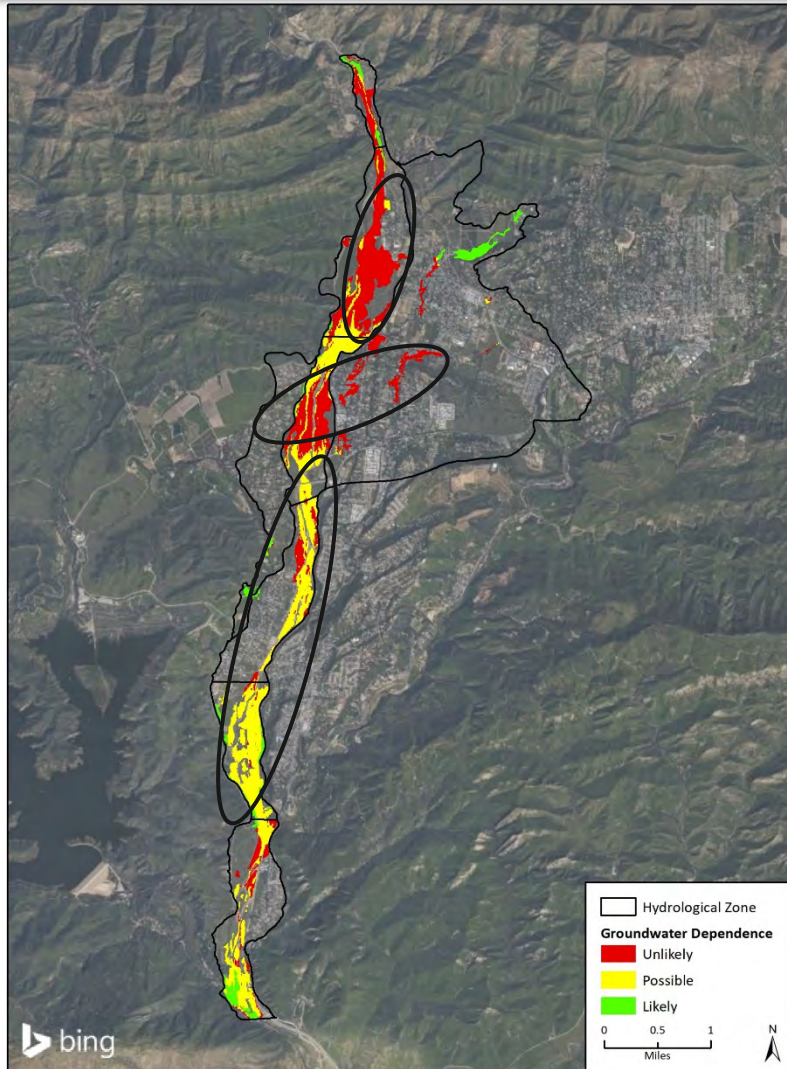 Hydrological Zone
Groundwater Dependence
Unlikely
Possible
Likely
0 0.5 1
Miles
N
bing